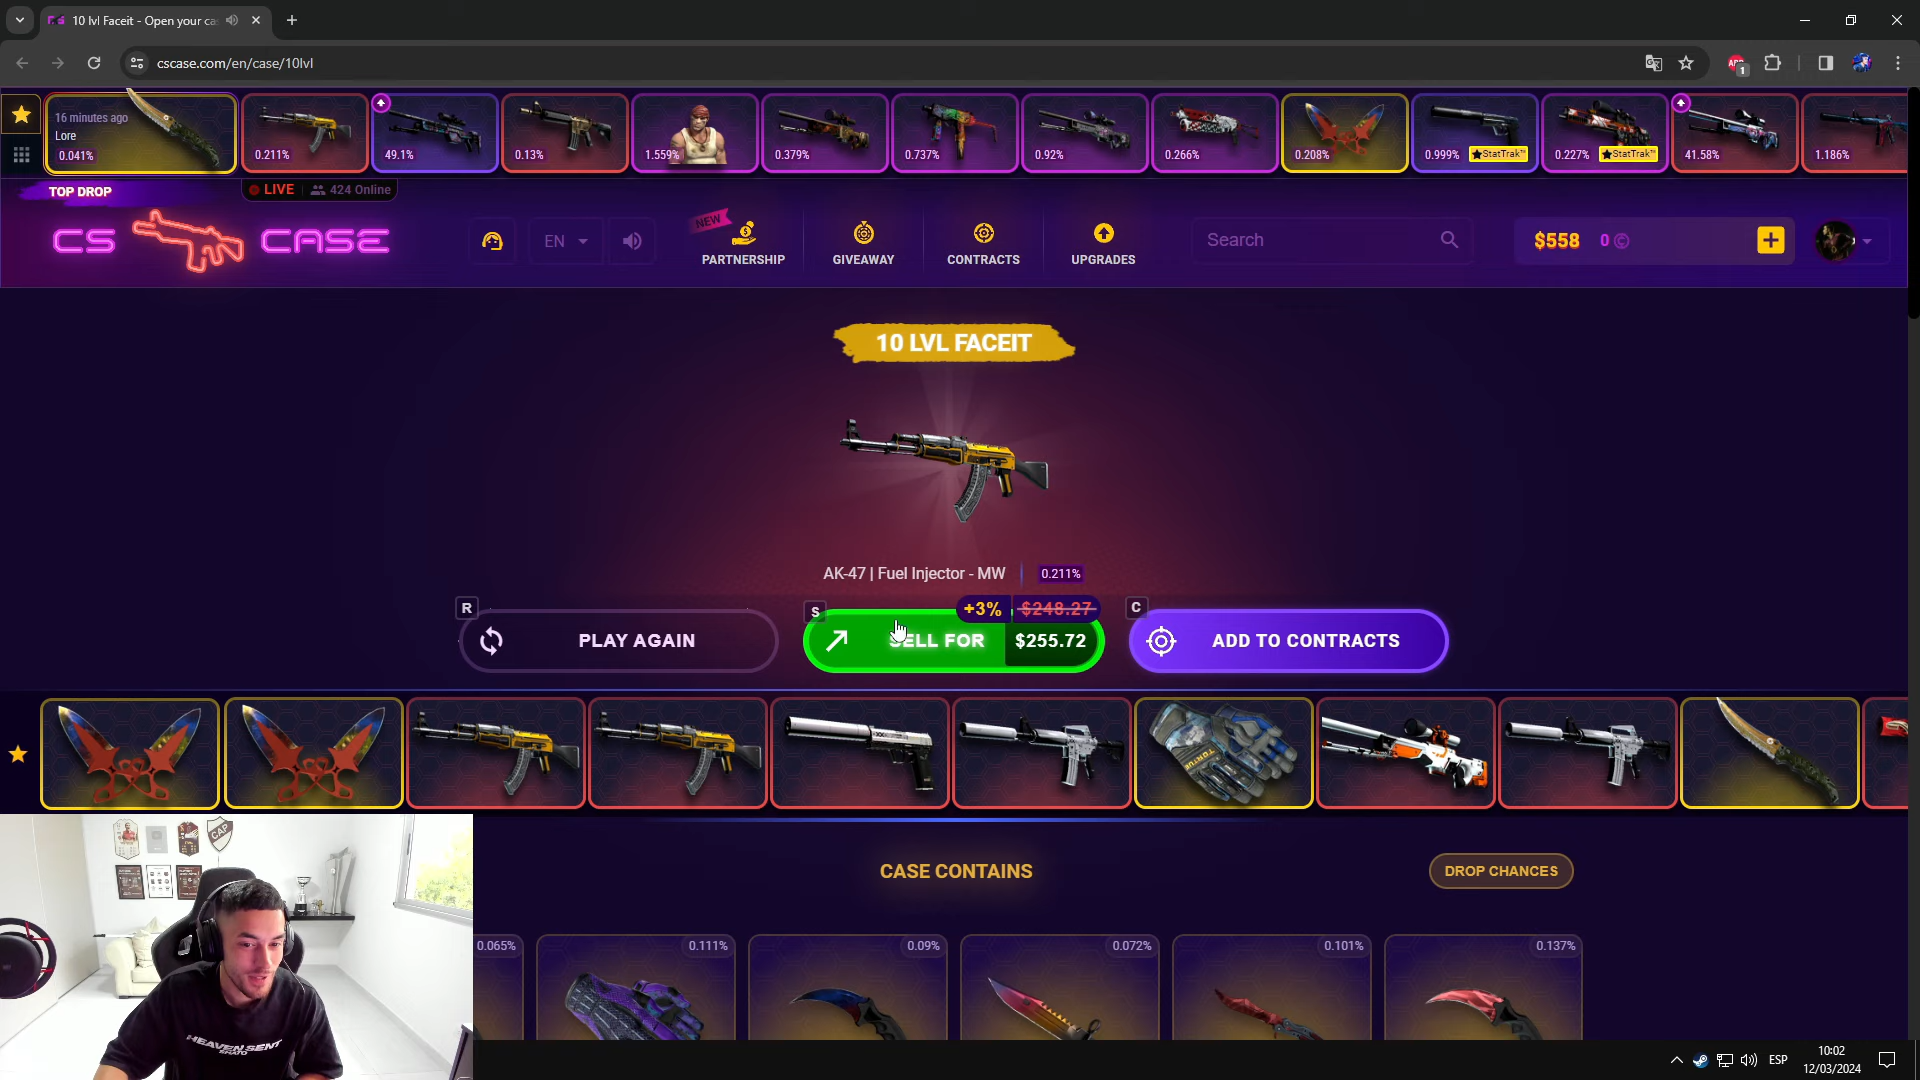 10 lvl Faceit - Open your ca
cscase.com/en/case/10lvl
ABP
1
16 minutes ago
Lore
0.041%
0.211%
49.1%
0.13%
1.559%
0.379%
0.737%
0.92%
0.266%
0.208%
0.999%
★StatTrak™
0.227%
★StatTrak™
41.58%
1.186%
TOP DROP
LIVE
424 Online
CS CASE
EN
NEW
PARTNERSHIP
GIVEAWAY
CONTRACTS
UPGRADES
Search
$558
0
10 LVL FACEIT
AK-47 | Fuel Injector - MW
0.211%
R
PLAY AGAIN
S
SELL FOR
+3%
$248.27
$255.72
C
ADD TO CONTRACTS
CASE CONTAINS
DROP CHANCES
0.065%
0.111%
0.09%
0.072%
0.101%
0.137%
CAP
HEAVEN SENT
ESP
10:02
12/03/2024